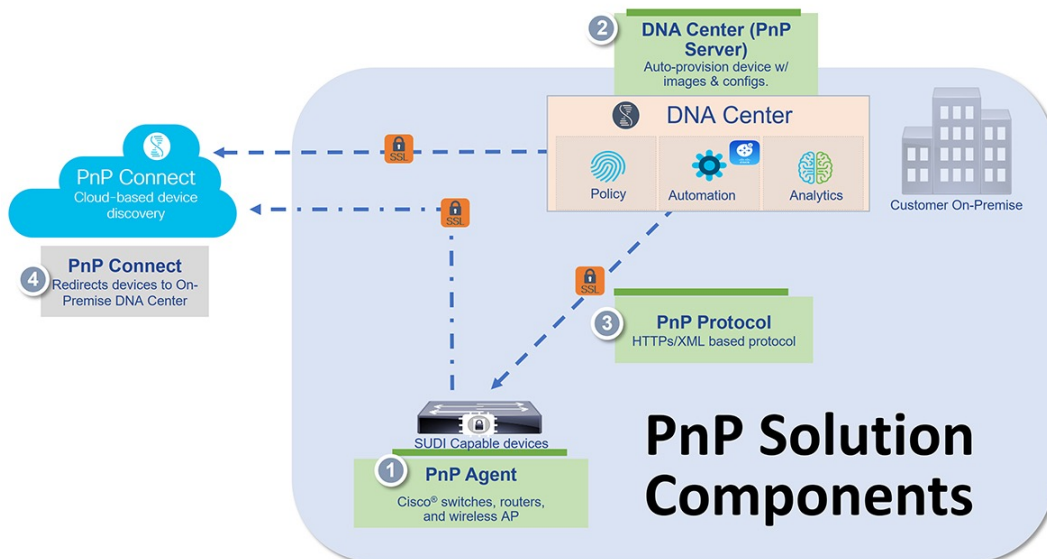 2
DNA Center (PnP
Server)
Auto-provision device w/
images & configs.
DNA Center
Policy
Automation
Analytics
Customer On-Premise
SSL
PnP Connect
Cloud-based device
discovery
SSL
4
PnP Connect
Redirects devices to On-
Premise DNA Center
SSL
3
PnP Protocol
HTTPs/XML based protocol
SUDI Capable devices
1
PnP Agent
Cisco® switches, routers,
and wireless AP
PnP Solution
Components